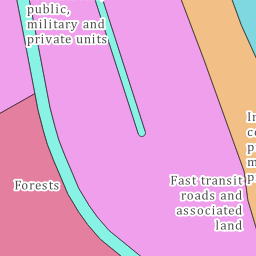 public,
military and
private units
Forests
Fast transit
roads and
associated
land